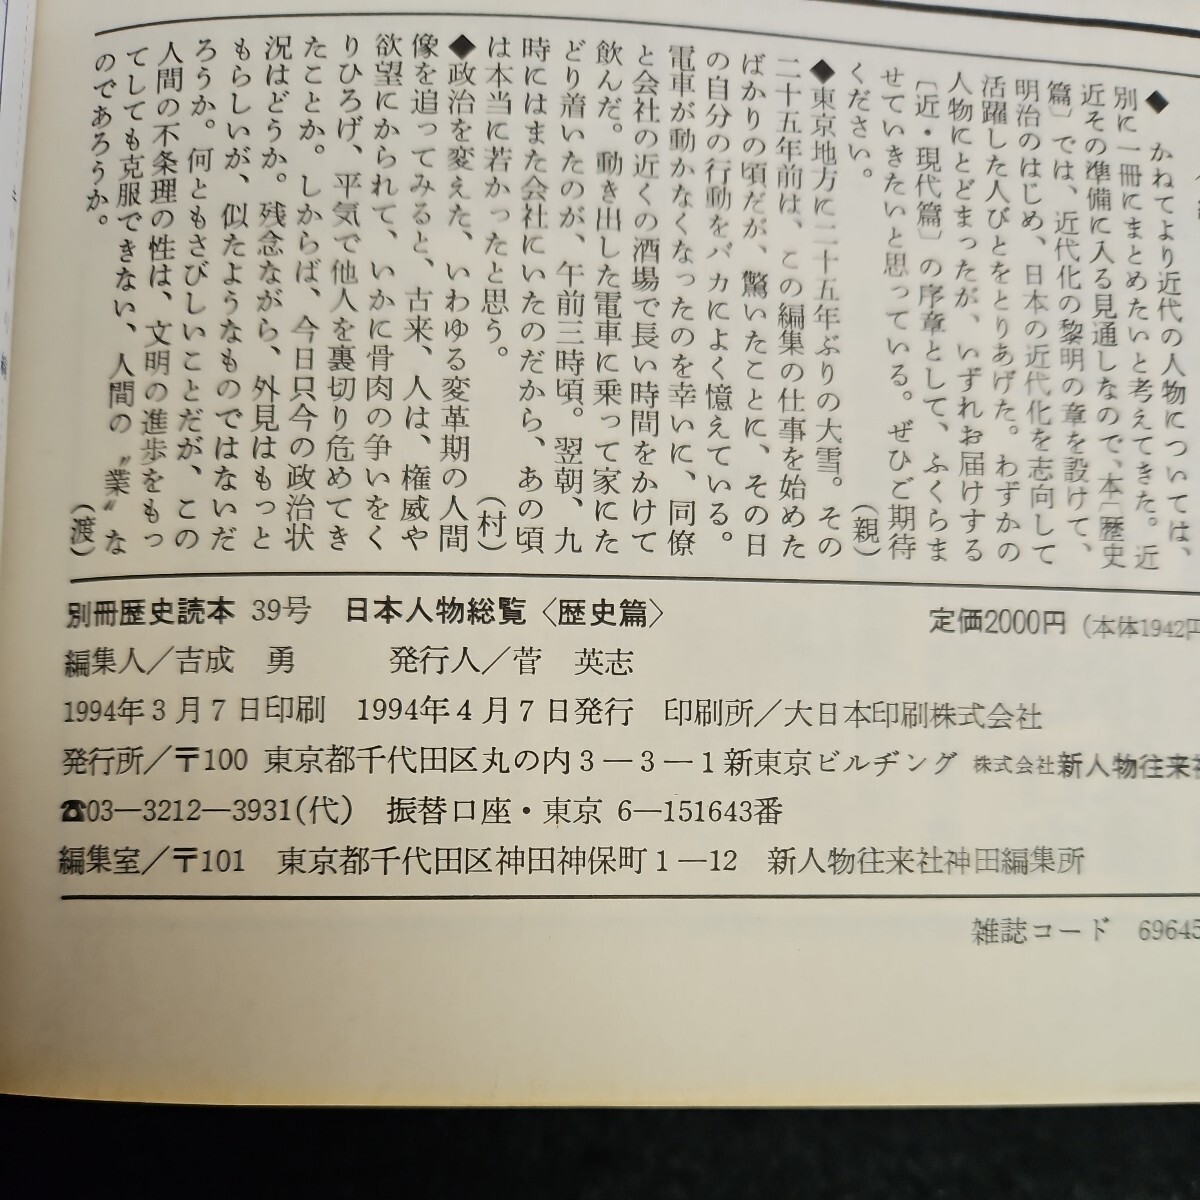 ◆かねてより近代の人物については、
別に一冊にまとめたいと考えてきた。近
近その準備に入る見通しなので、本〔歴史
篇〕では、近代化の黎明の章を設けて、
明治のはじめ、日本の近代化を志向して
活躍した人びとをとりあげた。わずかの
人物にとどまったが、いずれお届けする
〔近・現代篇〕の序章として、ふくらま
せていきたいと思っている。ぜひご期待
ください。 (親)
◆東京地方に二十五年ぶりの大雪。その
二十五年前は、この編集の仕事を始めた
ばかりの頃だが、驚いたことに、その日
の自分の行動をバカによく憶えている。
電車が動かなくなったのを幸いに、同僚
と会社の近くの酒場で長い時間をかけて
飲んだ。動き出した電車に乗って家にた
どり着いたのが、午前三時頃。翌朝、九
時にはまた会社にいたのだから、あの頃
は本当に若かったと思う。 (村)
◆政治を変えた、いわゆる変革期の人間
像を追ってみると、古来、人は、権威や
欲望にかられて、いかに骨肉の争いをく
りひろげ、平気で他人を裏切り危めてき
たことか。しからば、今日只今の政治状
況はどうか。残念ながら、外見はもっと
もらしいが、似たようなものではないだ
ろうか。何ともさびしいことだが、この
人間の不条理の性は、文明の進歩をもっ
てしても克服できない、人間の〝業〟な
のであろうか。 (渡)
別冊歴史読本 39号 日本人物総覧〈歴史篇〉 定価2000円 (本体1942円
編集人/吉成 勇 発行人/菅 英志
1994年3月7日印刷 1994年4月7日発行 印刷所/大日本印刷株式会社
発行所/〒100 東京都千代田区丸の内3―3―1新東京ビルヂング 株式会社新人物往来社
☎03―3212―3931(代) 振替口座・東京 6―151643番
編集室/〒101 東京都千代田区神田神保町1―12 新人物往来社神田編集所
雑誌コード 69645